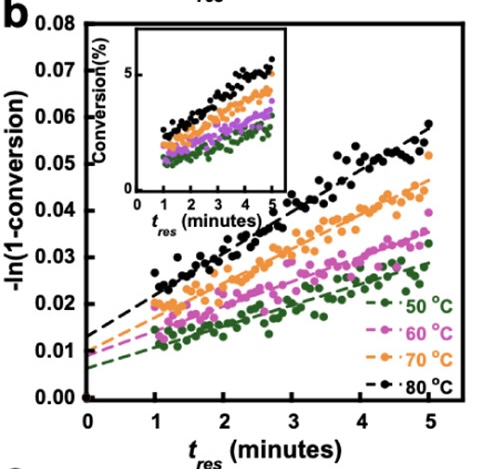 res
b
0.08
0.07
0.06
0.05
0.04
0.03
0.02
0.01
0.00
-ln(1-conversion)
5
0
Conversion(%)
0 1 2 3 4 5
t_res (minutes)
50 °C
60 °C
70 °C
80 °C
0 1 2 3 4 5
t_res (minutes)